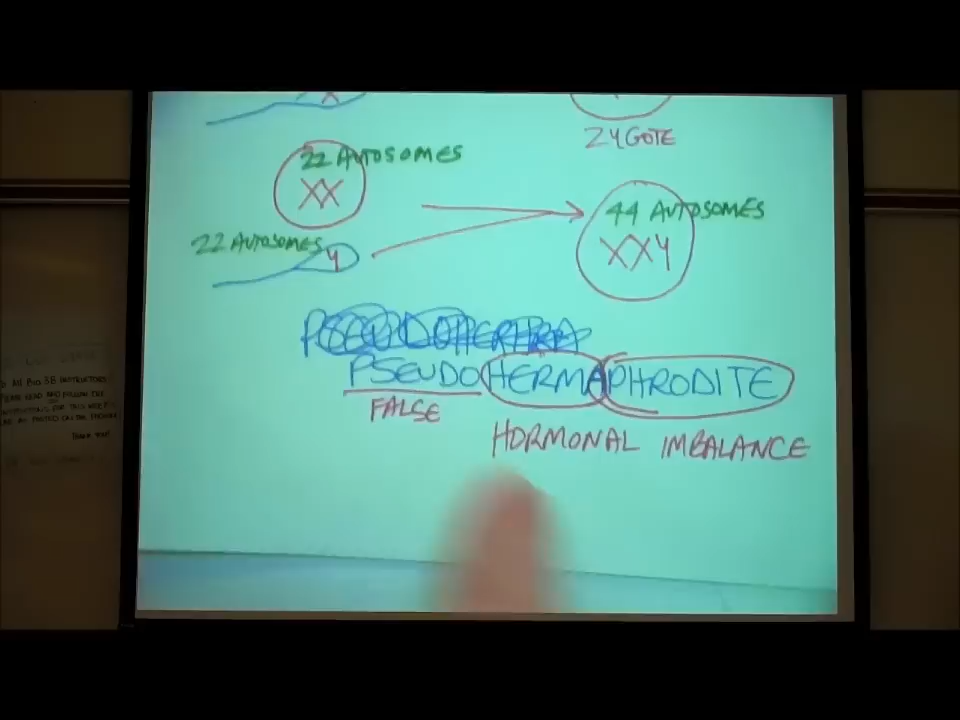 ZYGOTE
22 AUTOSOMES
XX
44 AUTOSOMES
XXY
22 AUTOSOMES
Y
PSEUDOHERMAPHRODITE
FALSE
HORMONAL IMBALANCE